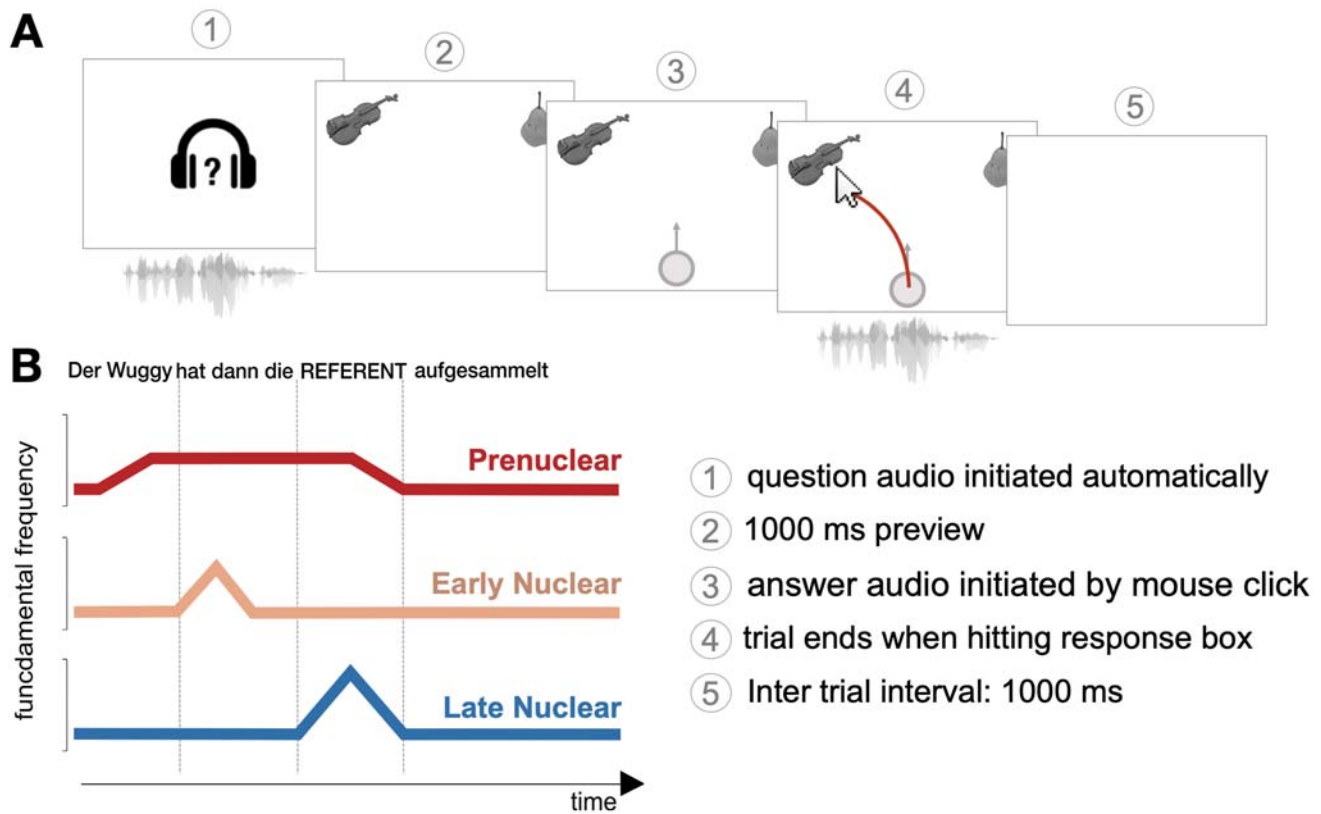 A
1
2
3
4
5
?
B
Der Wuggy hat dann die REFERENT aufgesammelt
funcdamental frequency
Prenuclear
Early Nuclear
Late Nuclear
time
1 question audio initiated automatically
2 1000 ms preview
3 answer audio initiated by mouse click
4 trial ends when hitting response box
5 Inter trial interval: 1000 ms